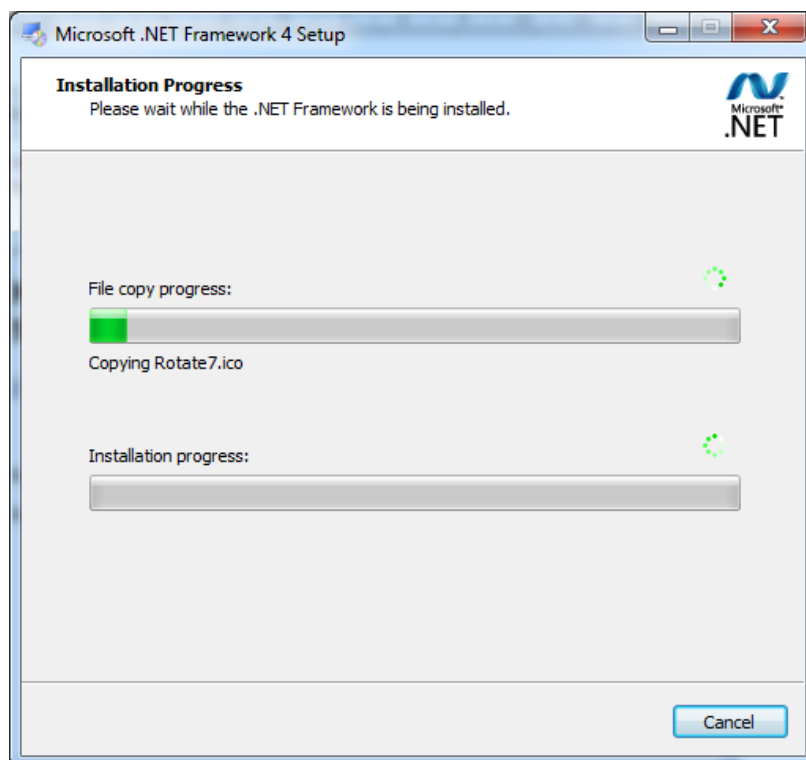 Microsoft .NET Framework 4 Setup
Installation Progress
Please wait while the .NET Framework is being installed.
Microsoft
.NET
File copy progress:
Copying Rotate7.ico
Installation progress:
Cancel